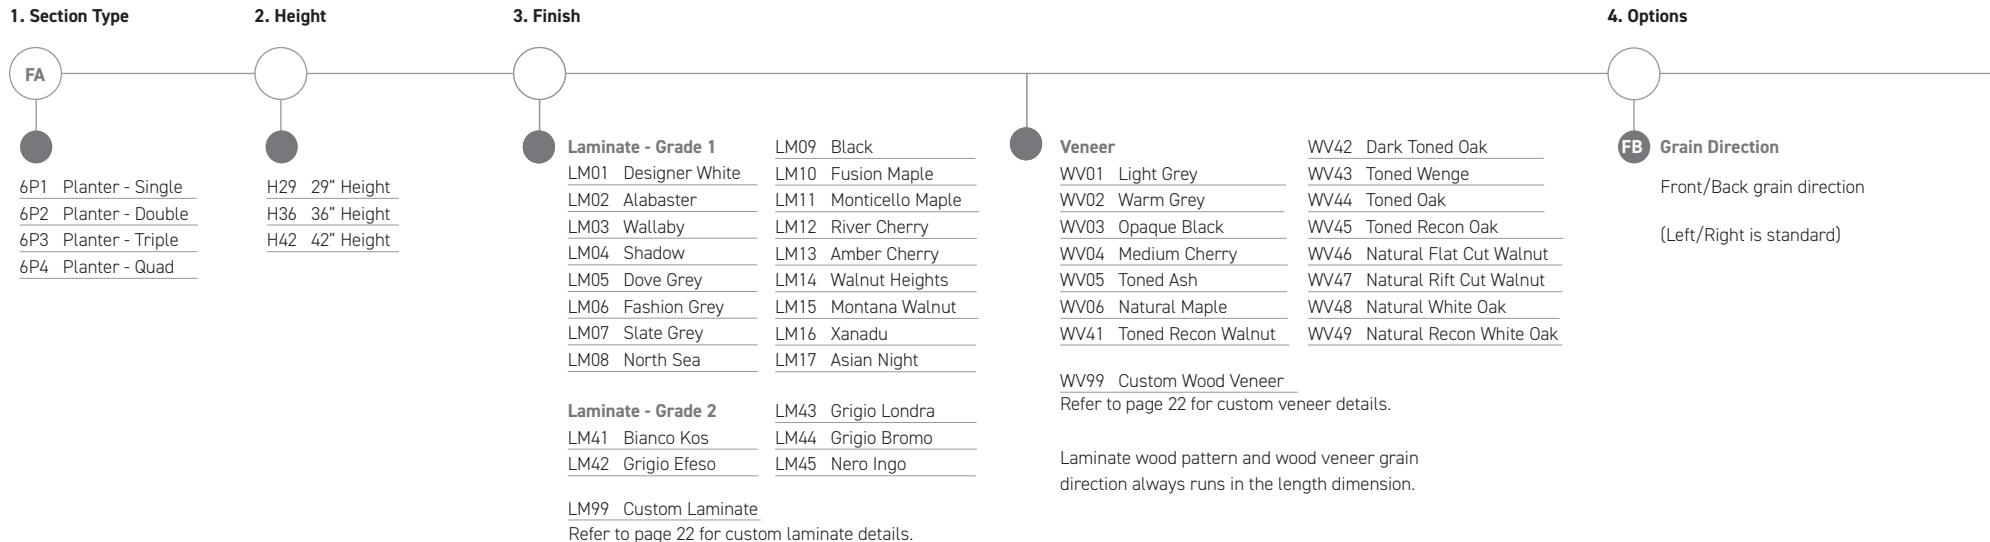 1. Section Type
FA
6P1 Planter - Single
6P2 Planter - Double
6P3 Planter - Triple
6P4 Planter - Quad
2. Height
H29 29" Height
H36 36" Height
H42 42" Height
3. Finish
Laminate - Grade 1
LM01 Designer White
LM02 Alabaster
LM03 Wallaby
LM04 Shadow
LM05 Dove Grey
LM06 Fashion Grey
LM07 Slate Grey
LM08 North Sea
LM09 Black
LM10 Fusion Maple
LM11 Monticello Maple
LM12 River Cherry
LM13 Amber Cherry
LM14 Walnut Heights
LM15 Montana Walnut
LM16 Xanadu
LM17 Asian Night
Laminate - Grade 2
LM41 Bianco Kos
LM42 Grigio Efeso
LM43 Grigio Londra
LM44 Grigio Bromo
LM45 Nero Ingo
LM99 Custom Laminate
Refer to page 22 for custom laminate details.
Veneer
WV01 Light Grey
WV02 Warm Grey
WV03 Opaque Black
WV04 Medium Cherry
WV05 Toned Ash
WV06 Natural Maple
WV41 Toned Recon Walnut
WV42 Dark Toned Oak
WV43 Toned Wenge
WV44 Toned Oak
WV45 Toned Recon Oak
WV46 Natural Flat Cut Walnut
WV47 Natural Rift Cut Walnut
WV48 Natural White Oak
WV49 Natural Recon White Oak
WV99 Custom Wood Veneer
Refer to page 22 for custom veneer details.
Laminate wood pattern and wood veneer grain
direction always runs in the length dimension.
4. Options
FB Grain Direction
Front/Back grain direction
(Left/Right is standard)